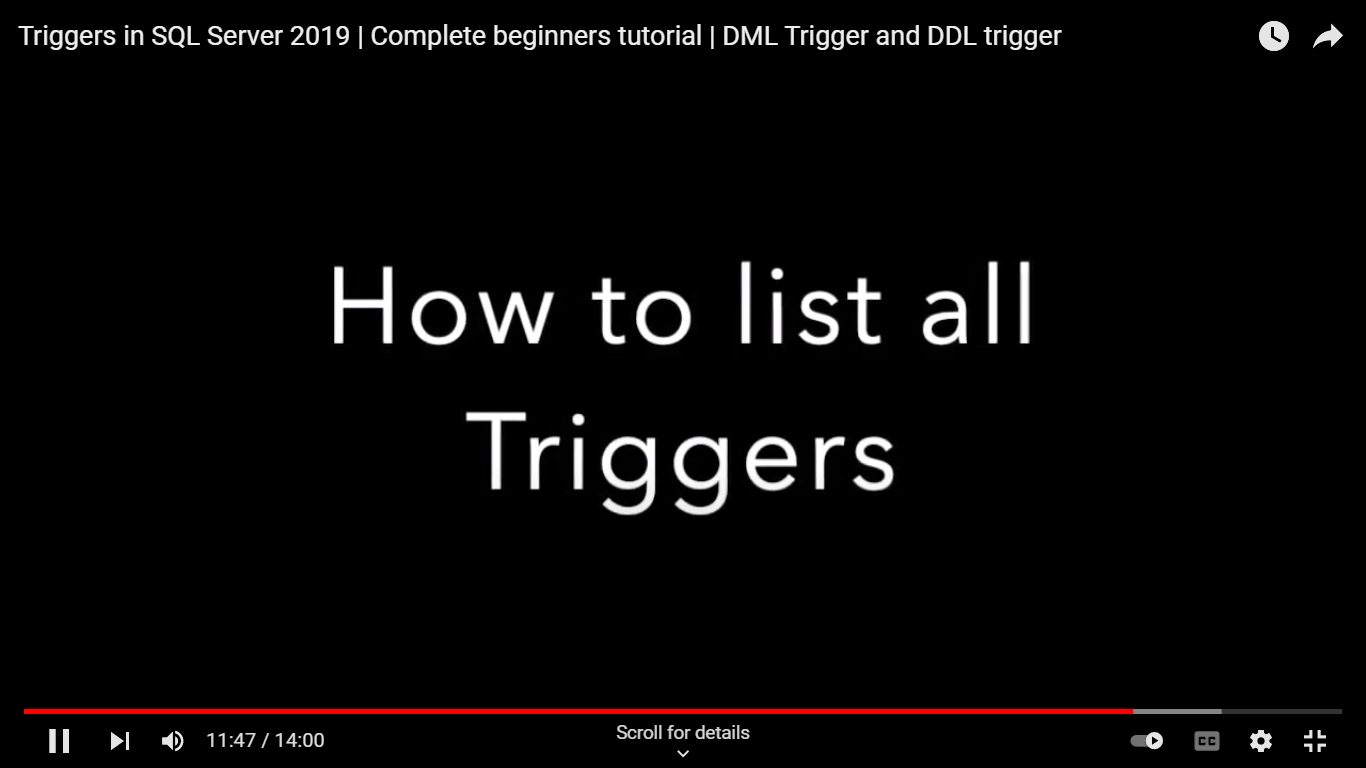 Triggers in SQL Server 2019 | Complete beginners tutorial | DML Trigger and DDL trigger
How to list all
Triggers
Scroll for details
11:47 / 14:00
CC